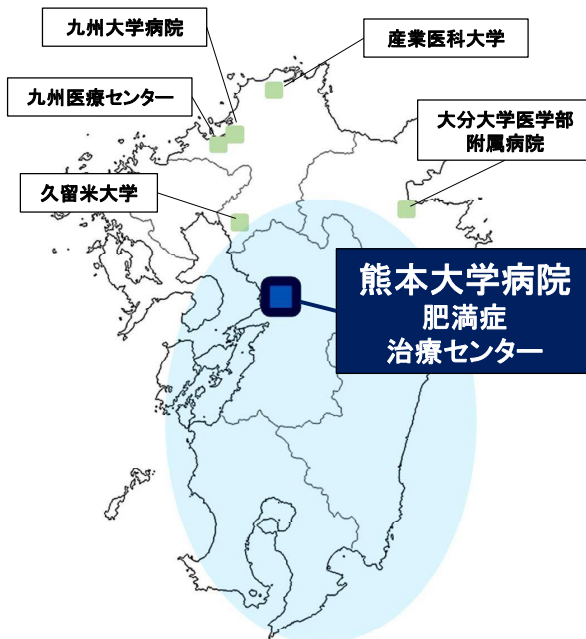 九州大学病院
産業医科大学
九州医療センター
大分大学医学部
附属病院
久留米大学
熊本大学病院
肥満症
治療センター